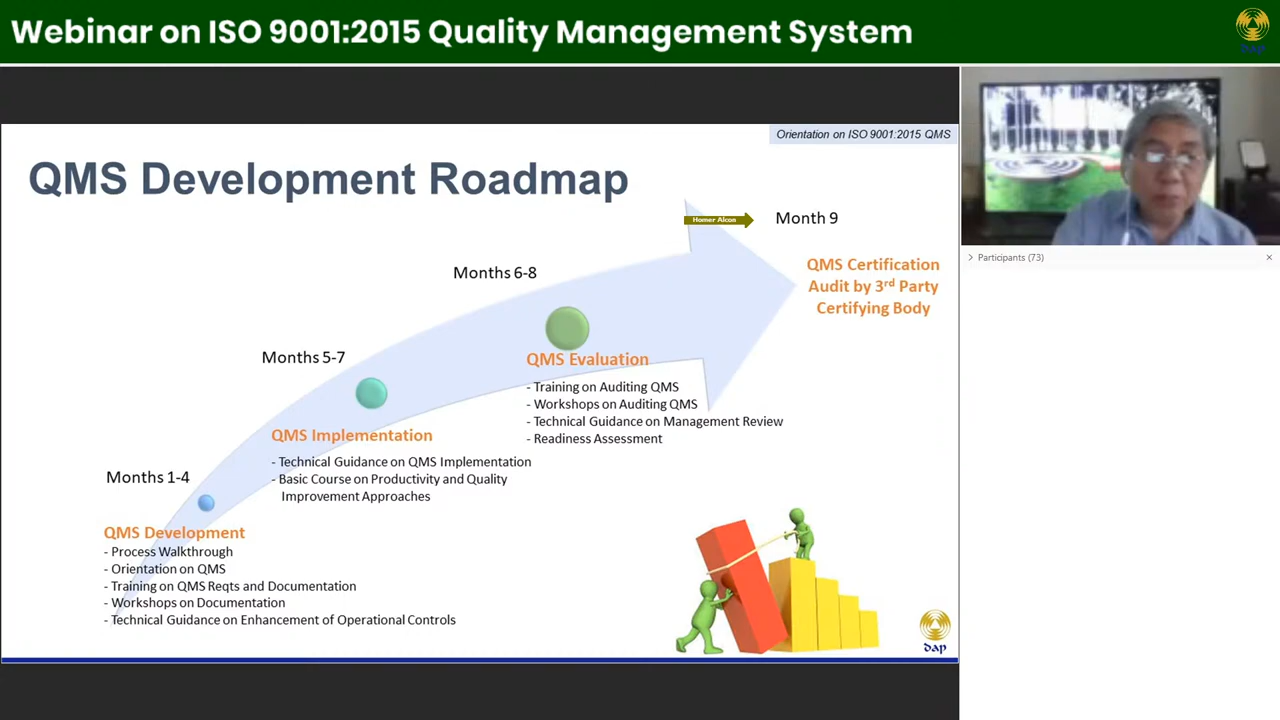 Webinar on ISO 9001:2015 Quality Management System
dap
Orientation on ISO 9001:2015 QMS
QMS Development Roadmap
Homer Alcon
Month 9
QMS Certification
Audit by 3rd Party
Certifying Body
Months 6-8
QMS Evaluation
- Training on Auditing QMS
- Workshops on Auditing QMS
- Technical Guidance on Management Review
- Readiness Assessment
Months 5-7
QMS Implementation
- Technical Guidance on QMS Implementation
- Basic Course on Productivity and Quality
Improvement Approaches
Months 1-4
QMS Development
- Process Walkthrough
- Orientation on QMS
- Training on QMS Reqts and Documentation
- Workshops on Documentation
- Technical Guidance on Enhancement of Operational Controls
dap
Participants (73)